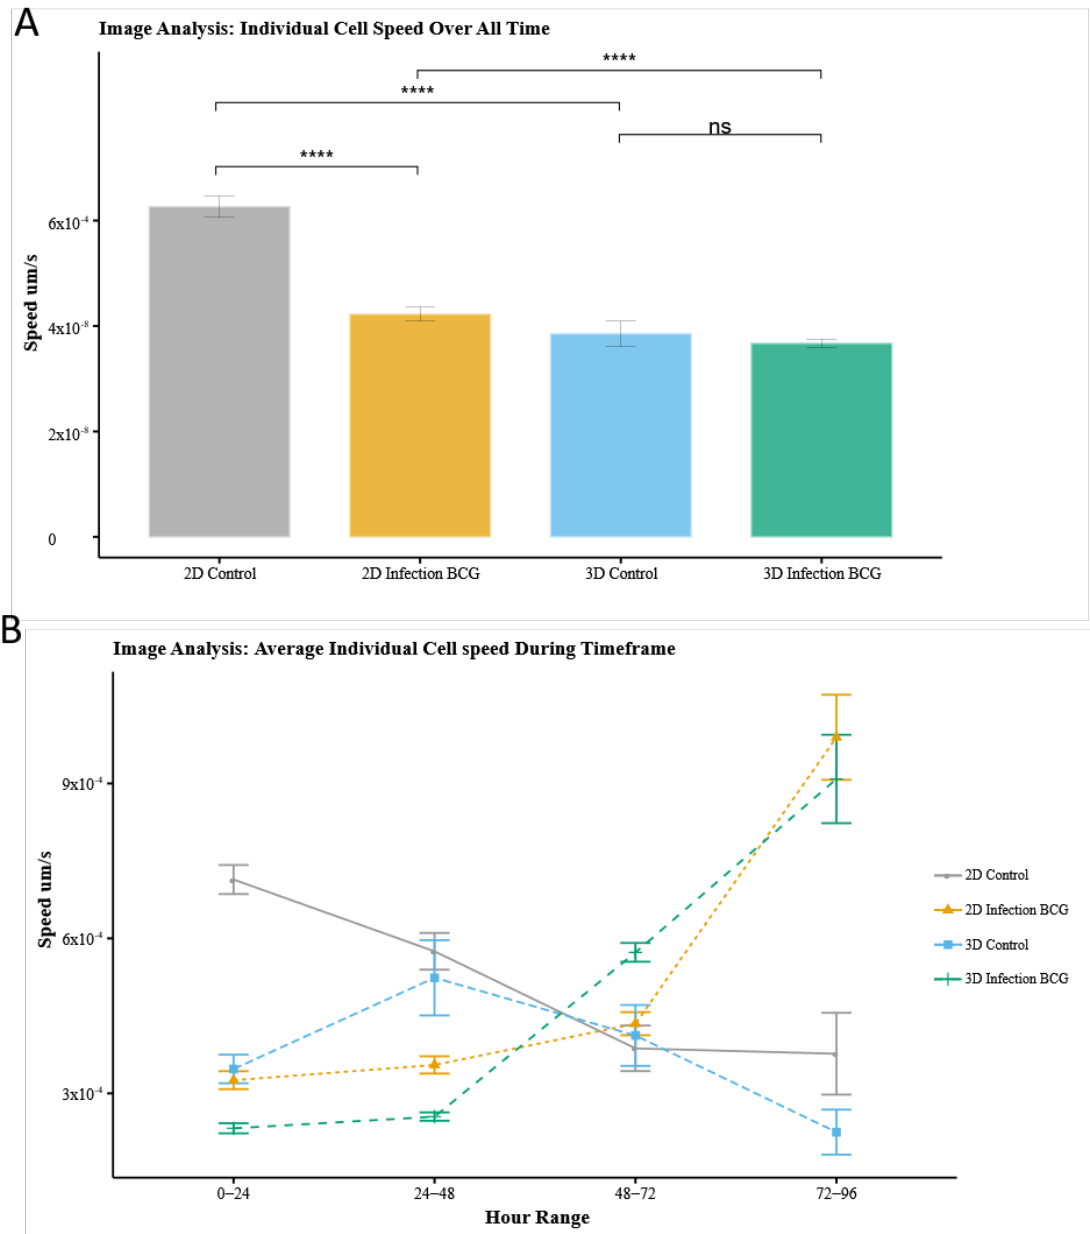 A
Image Analysis: Individual Cell Speed Over All Time
****
****
ns
****
6x10⁻⁴
4x10⁻⁸
2x10⁻⁸
0
Speed um/s
2D Control
2D Infection BCG
3D Control
3D Infection BCG
B
Image Analysis: Average Individual Cell speed During Timeframe
9x10⁻⁴
6x10⁻⁴
3x10⁻⁴
Speed um/s
0–24
24–48
48–72
72–96
Hour Range
2D Control
2D Infection BCG
3D Control
3D Infection BCG